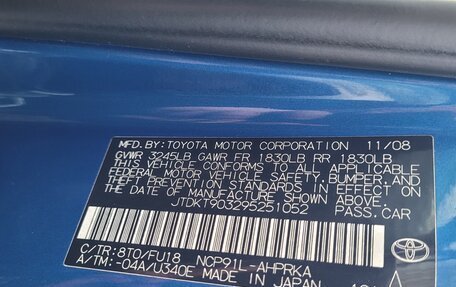 MFD.BY:TOYOTA MOTOR CORPORATION 11/08
GVWR 3245LB GAWR FR 1830LB RR 1830LB
THIS VEHICLE CONFORMS TO ALL APPLICABLE
FEDERAL MOTOR VEHICLE SAFETY,
BUMPER, AND THEFT PREVENTION STANDARDS IN EFFECT ON
THE DATE OF MANUFACTURE SHOWN ABOVE.
JTDKT903295251052 PASS.CAR
C/TR:8T0/FU18 NCP91L-AHPRKA
A/TM:-04A/U340E MADE IN JAPAN
TOYOTA